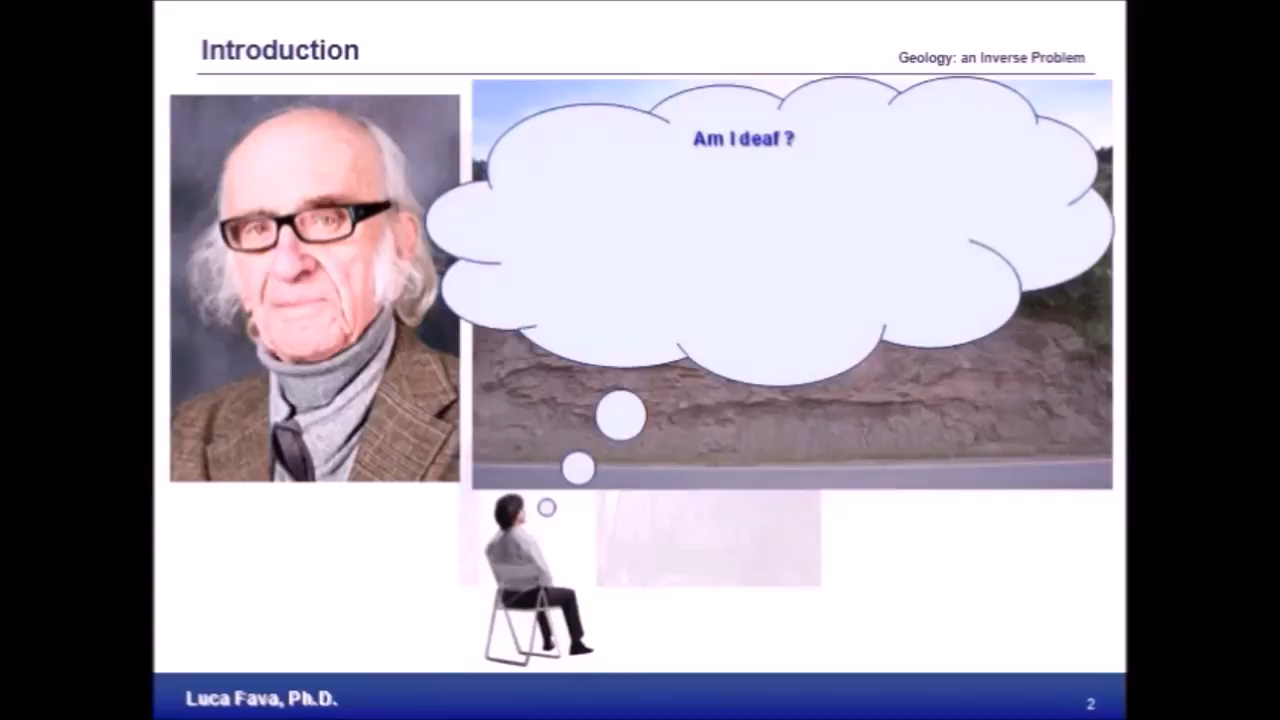 Introduction
Geology: an Inverse Problem
Am I deaf ?
Luca Fava, Ph.D.
2